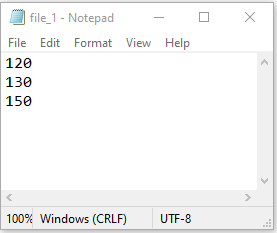 file_1 - Notepad
File Edit Format View Help
120
130
150
100% Windows (CRLF) UTF-8